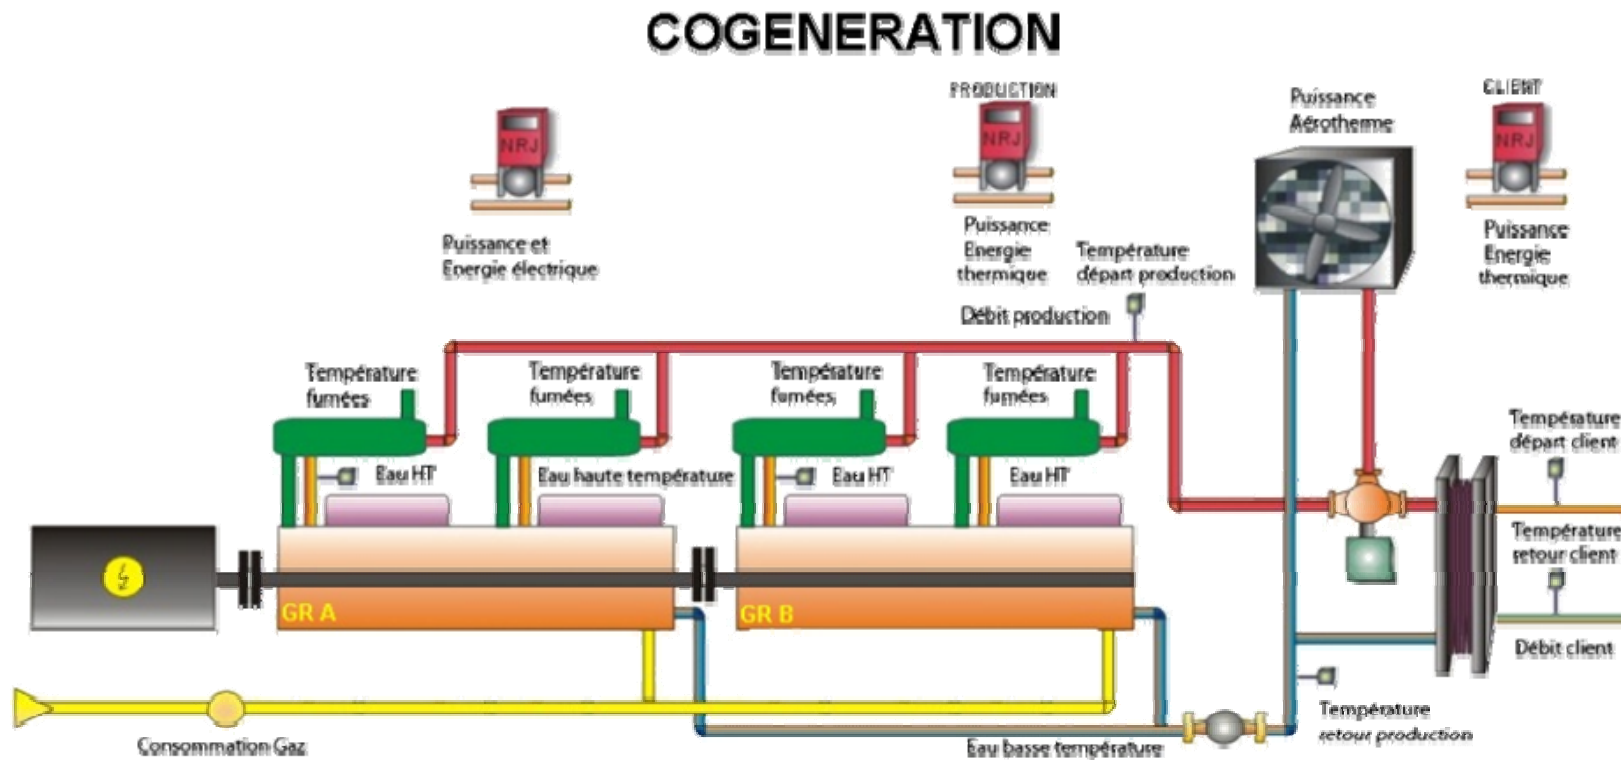 COGENERATION
PRODUCTION
CLIENT
Puissance
Aérotherme
NRJ
NRJ
NRJ
Puissance et
Energie électrique
Puissance
Energie
thermique
Température
départ production
Puissance
Energie
thermique
Débit production
Température
fumées
Température
fumées
Température
fumées
Température
fumées
Eau HT
Eau haute température
Eau HT
Eau HT
Température
départ client
Température
retour client
GR A
GR B
Débit client
Température
retour production
Consommation Gaz
Eau basse température